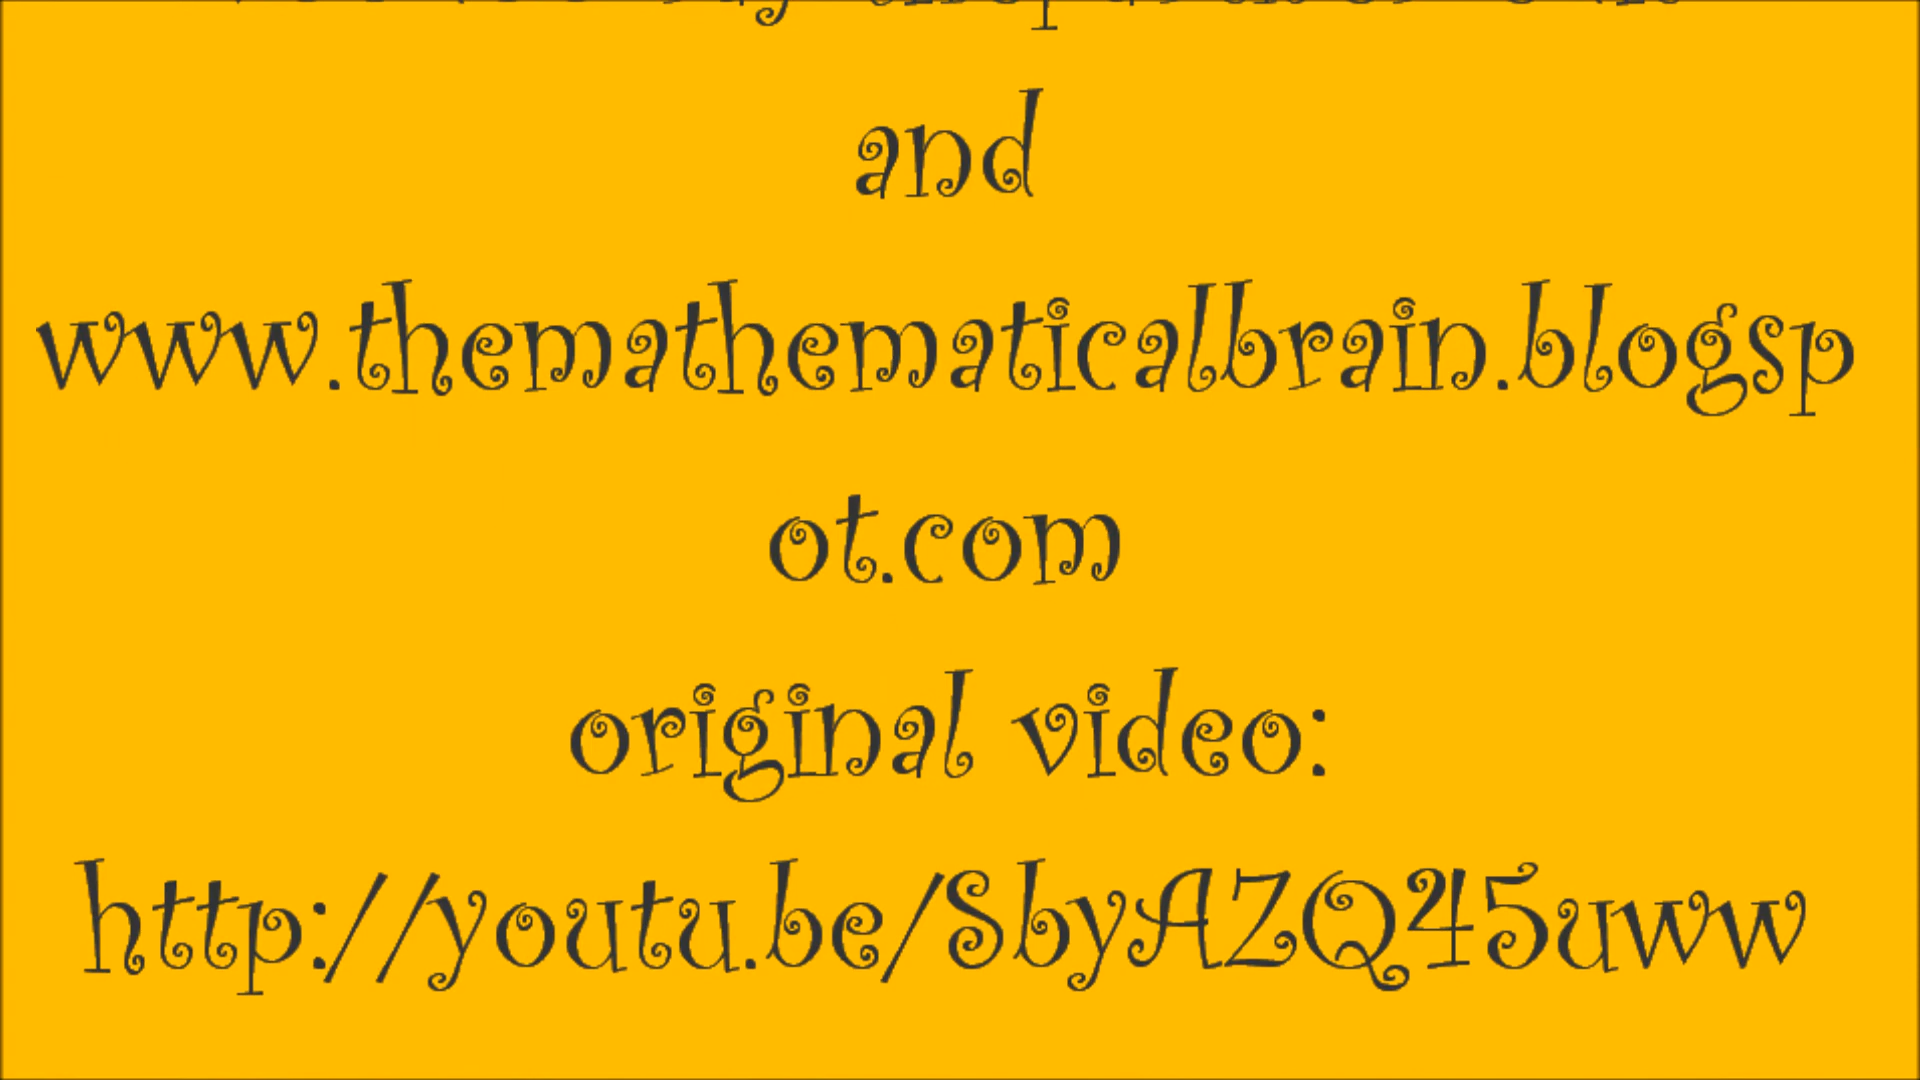 and
www.themathematicalbrain.blogsp
ot.com
original video:
http://youtu.be/SbyAZQ45uww